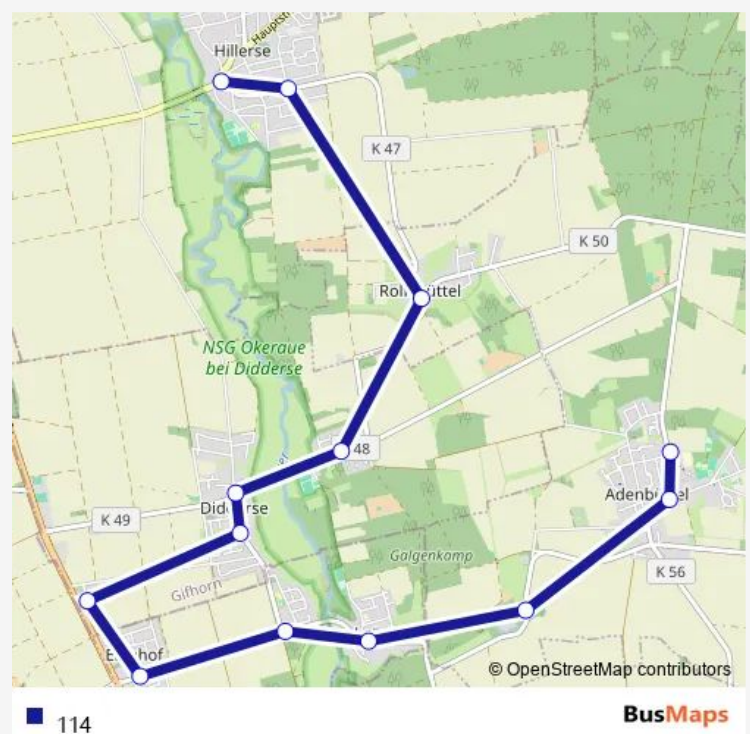 Hillerse
K 47
K 50
NSG Okeraue
bei Didderse
48
K 49
Galgenkamp
K 56
Gifhorn
© OpenStreetMap contributors
114
BusMaps